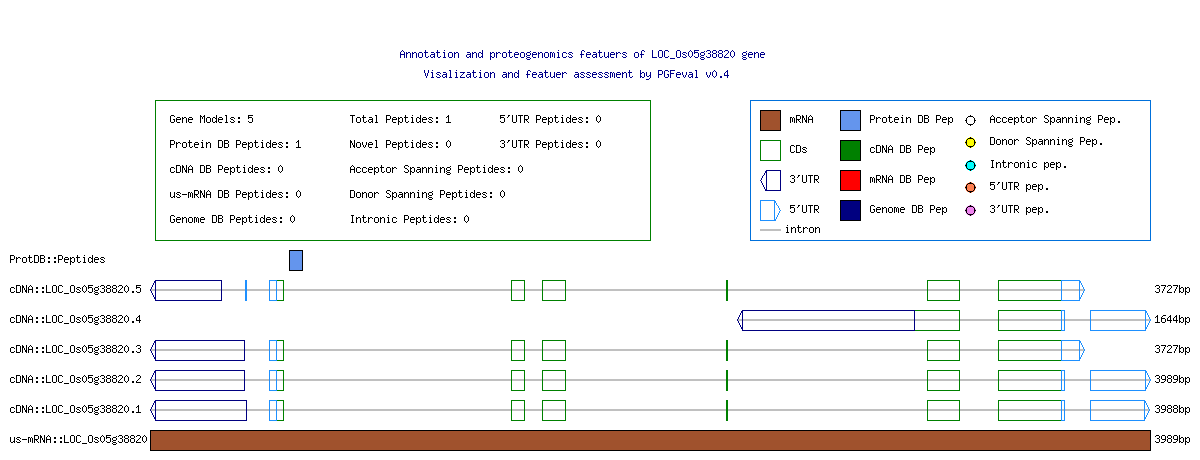 Annotation and proteogenomics featuers of LOC_Os05g38820 gene
Visalization and featuer assessment by PGFeval v0.4
Gene Models: 5 Total Peptides: 1 5'UTR Peptides: 0
Protein DB Peptides: 1 Novel Peptides: 0 3'UTR Peptides: 0
cDNA DB Peptides: 0 Acceptor Spanning Peptides: 0
us-mRNA DB Peptides: 0 Donor Spanning Peptides: 0
Genome DB Peptides: 0 Intronic Peptides: 0
mRNA Protein DB Pep Acceptor Spanning Pep.
CDs cDNA DB Pep Donor Spanning Pep.
3'UTR mRNA DB Pep Intronic pep.
5'UTR Genome DB Pep 5'UTR pep.
intron 3'UTR pep.
ProtDB::Peptides
cDNA::LOC_Os05g38820.5 3727bp
cDNA::LOC_Os05g38820.4 1644bp
cDNA::LOC_Os05g38820.3 3727bp
cDNA::LOC_Os05g38820.2 3989bp
cDNA::LOC_Os05g38820.1 3988bp
us-mRNA::LOC_Os05g38820 3989bp